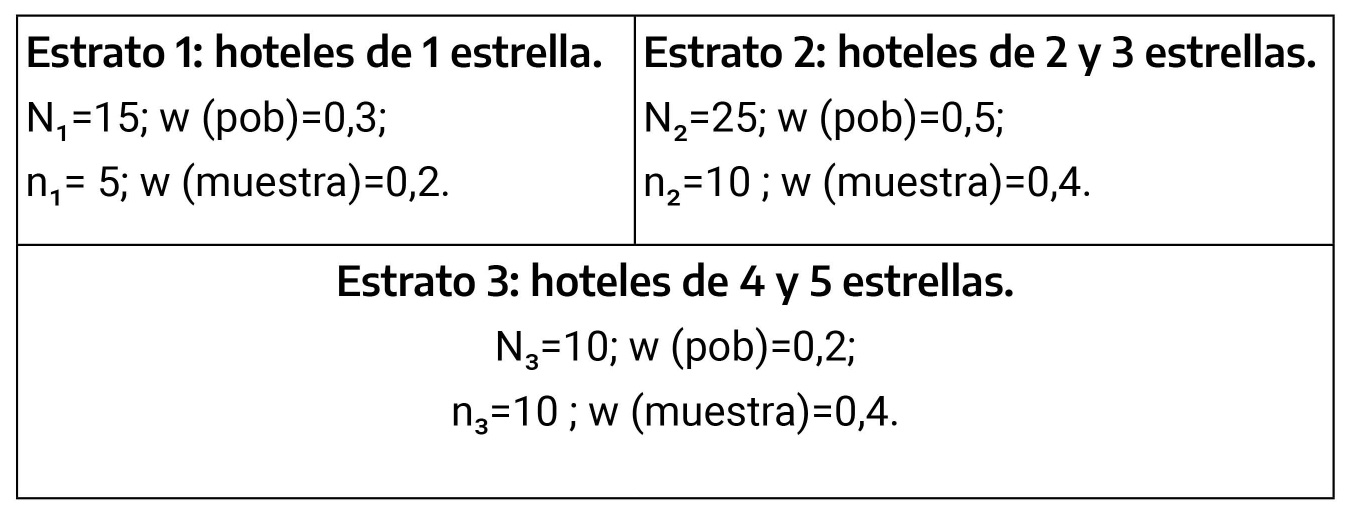 Estrato 1: hoteles de 1 estrella.
N₁=15; w (pob)=0,3;
n₁= 5; w (muestra)=0,2.
Estrato 2: hoteles de 2 y 3 estrellas.
N₂=25; w (pob)=0,5;
n₂=10 ; w (muestra)=0,4.
Estrato 3: hoteles de 4 y 5 estrellas.
N₃=10; w (pob)=0,2;
n₃=10 ; w (muestra)=0,4.